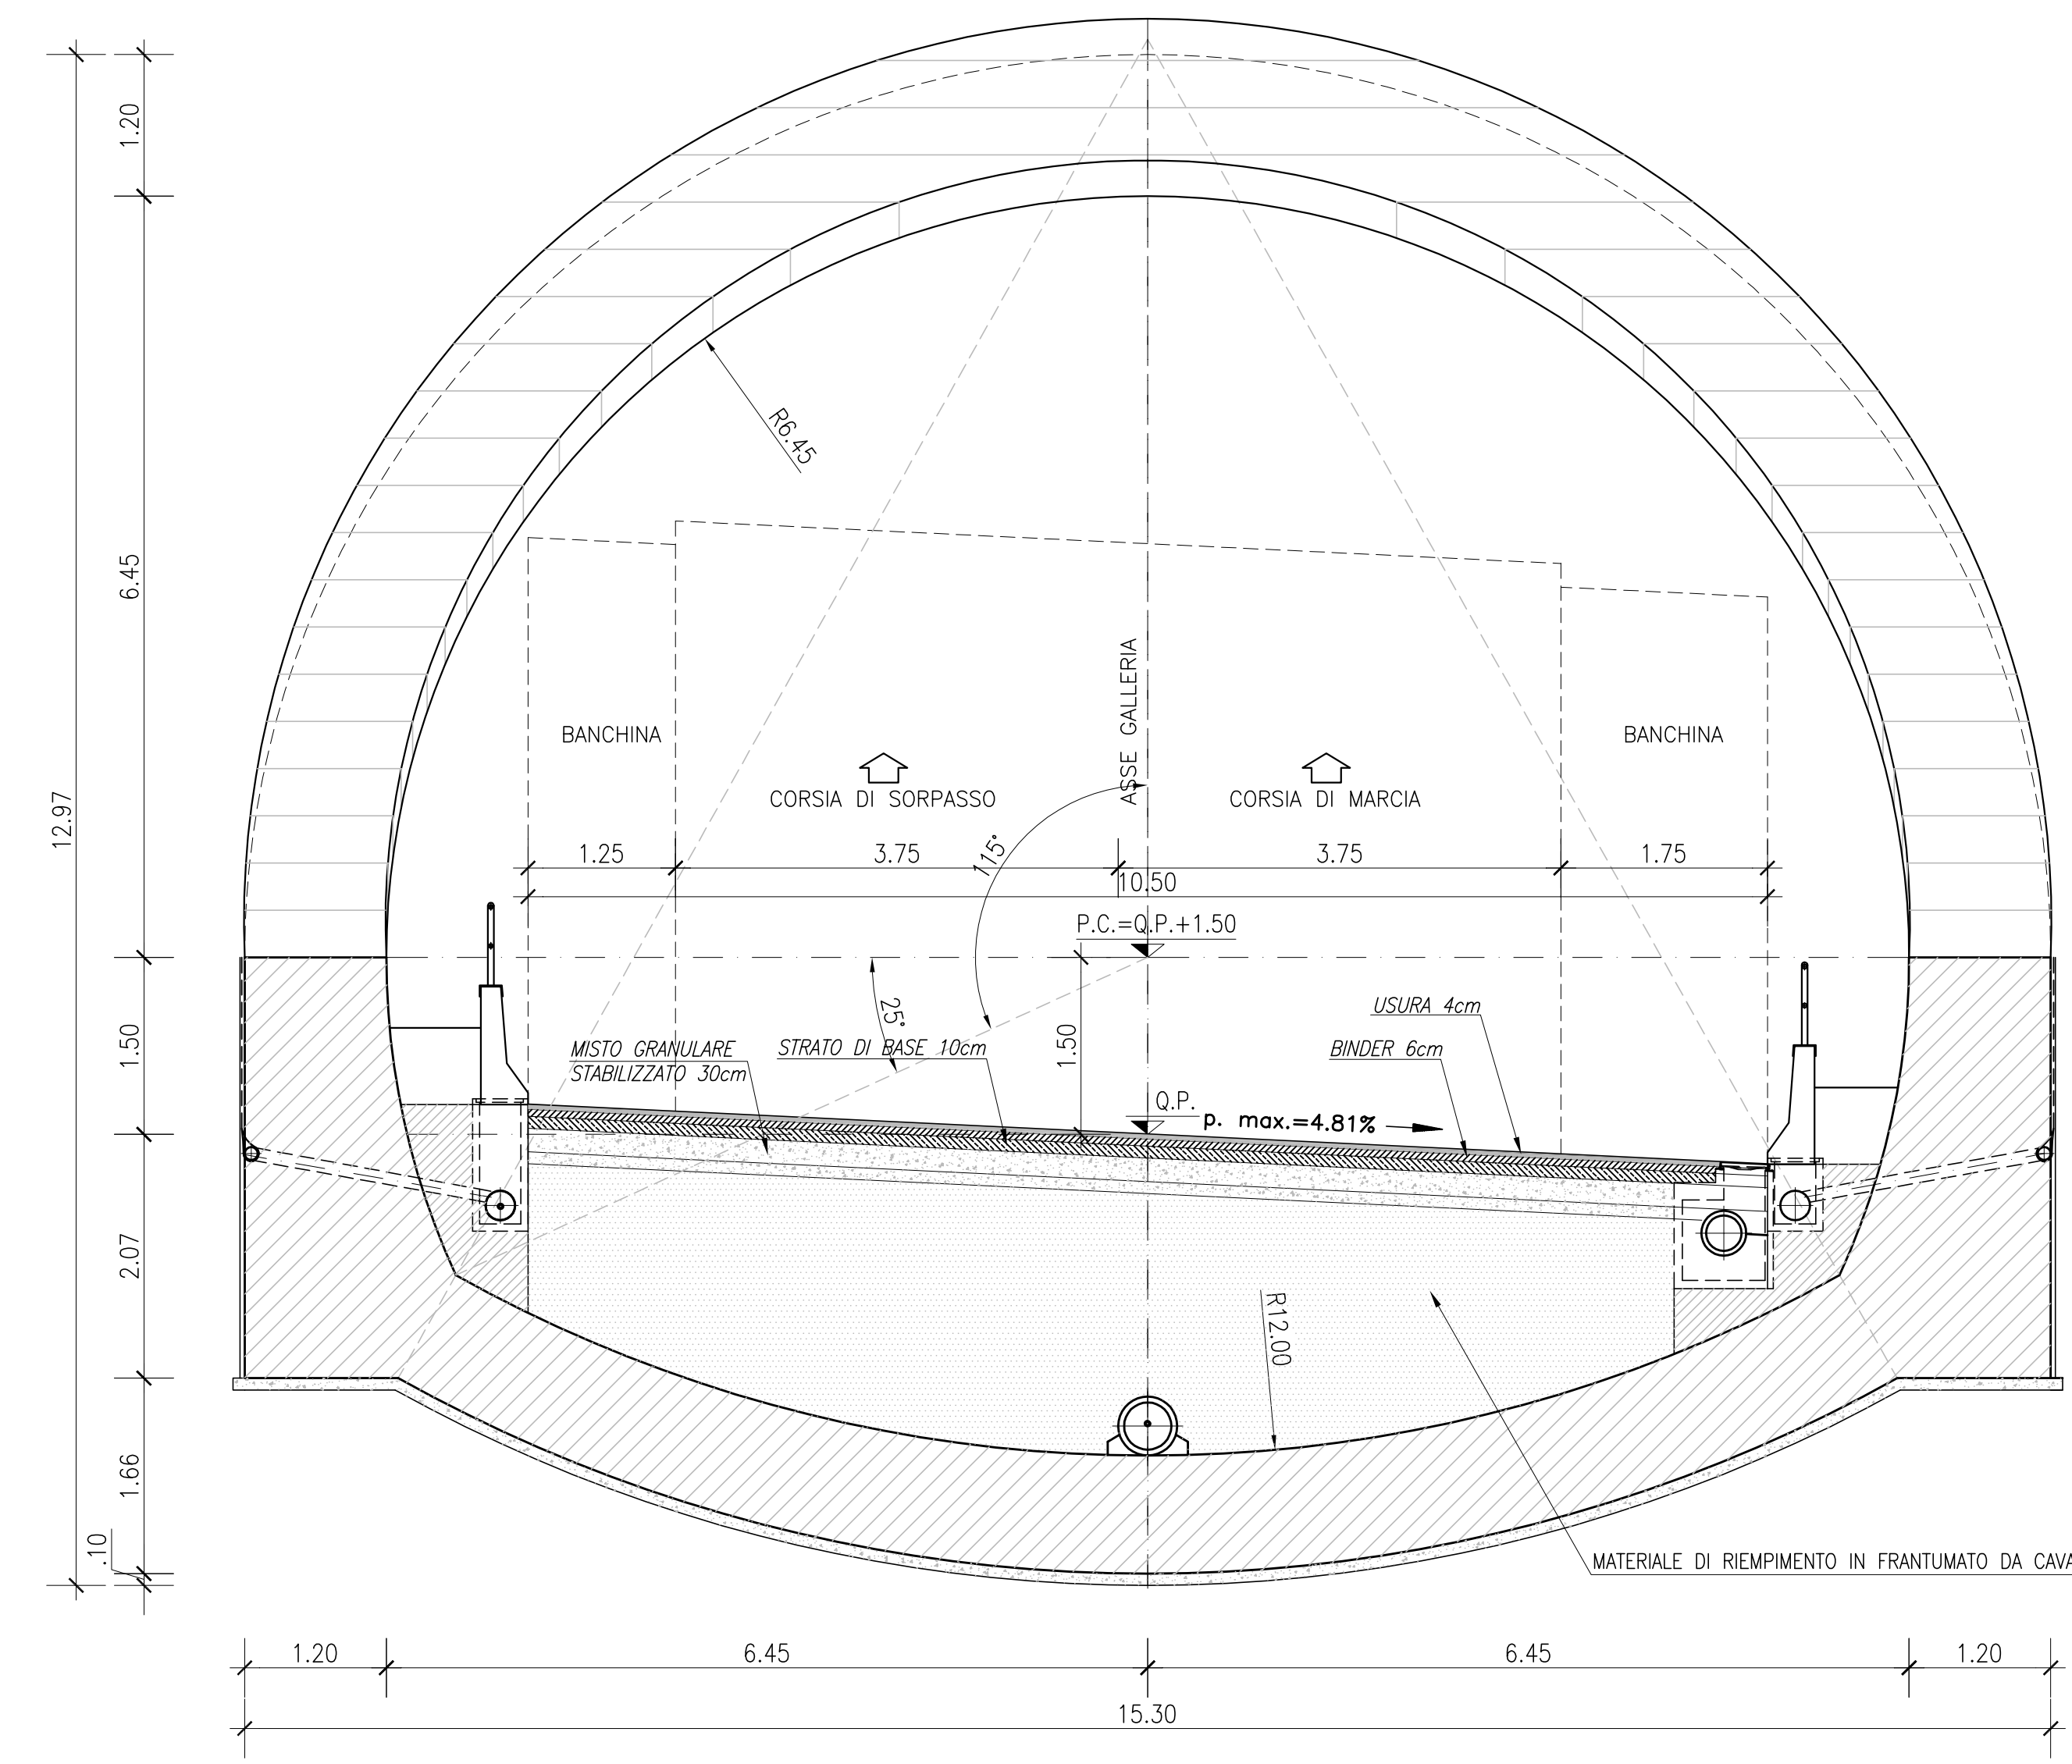 1.20
R6.45
6.45
ASSE GALLERIA
BANCHINA
BANCHINA
CORSIA DI SORPASSO
CORSIA DI MARCIA
12.97
115°
1.25
3.75
3.75
1.75
10.50
P.C.=Q.P.+1.50
25°
1.50
1.50
USURA 4cm
MISTO GRANULARE
STABILIZZATO 30cm
STRATO DI BASE 10cm
BINDER 6cm
Q.P.
p. max.=4.81%
2.07
R12.00
1.66
.10
MATERIALE DI RIEMPIMENTO IN FRANTUMATO DA CAVA
1.20
6.45
6.45
1.20
15.30